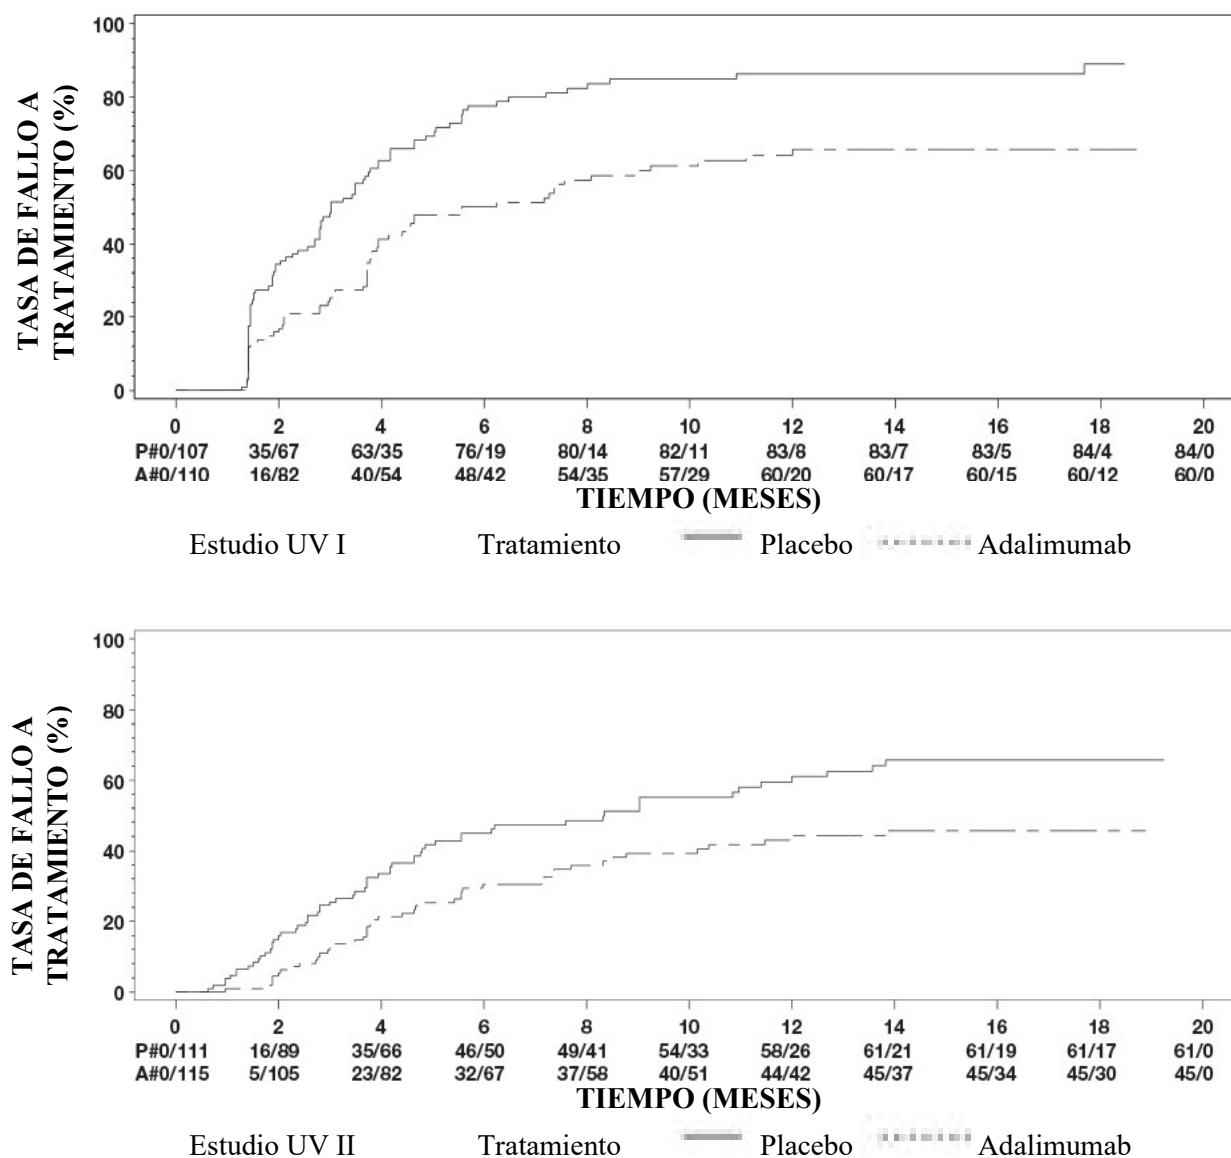 TASA DE FALLO A
TRATAMIENTO (%)
100
80
60
40
20
0
0 2 4 6 8 10 12 14 16 18 20
P#0/107 35/67 63/35 76/19 80/14 82/11 83/8 83/7 83/5 84/4 84/0
A#0/110 16/82 40/54 48/42 54/35 57/29 60/20 60/17 60/15 60/12 60/0
TIEMPO (MESES)
Estudio UV I Tratamiento Placebo Adalimumab
TASA DE FALLO A
TRATAMIENTO (%)
100
80
60
40
20
0
0 2 4 6 8 10 12 14 16 18 20
P#0/111 16/89 35/66 46/50 49/41 54/33 58/26 61/21 61/19 61/17 61/0
A#0/115 5/105 23/82 32/67 37/58 40/51 44/42 45/37 45/34 45/30 45/0
TIEMPO (MESES)
Estudio UV II Tratamiento Placebo Adalimumab